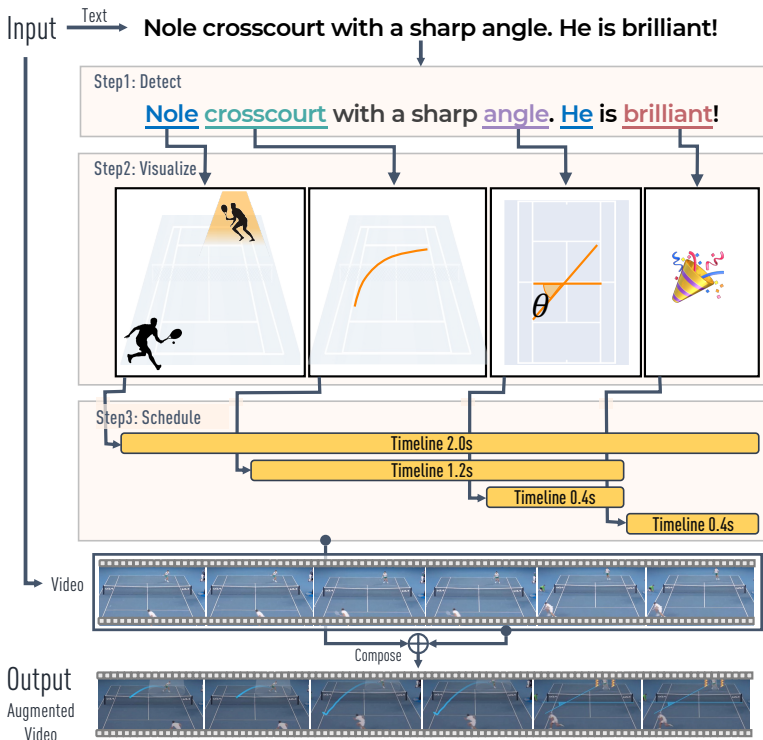 Input
Text
Nole crosscourt with a sharp angle. He is brilliant!
Step1: Detect
Nole crosscourt with a sharp angle. He is brilliant!
Step2: Visualize
θ
Step3: Schedule
Timeline 2.0s
Timeline 1.2s
Timeline 0.4s
Timeline 0.4s
Video
Compose
Output
Augmented
Video